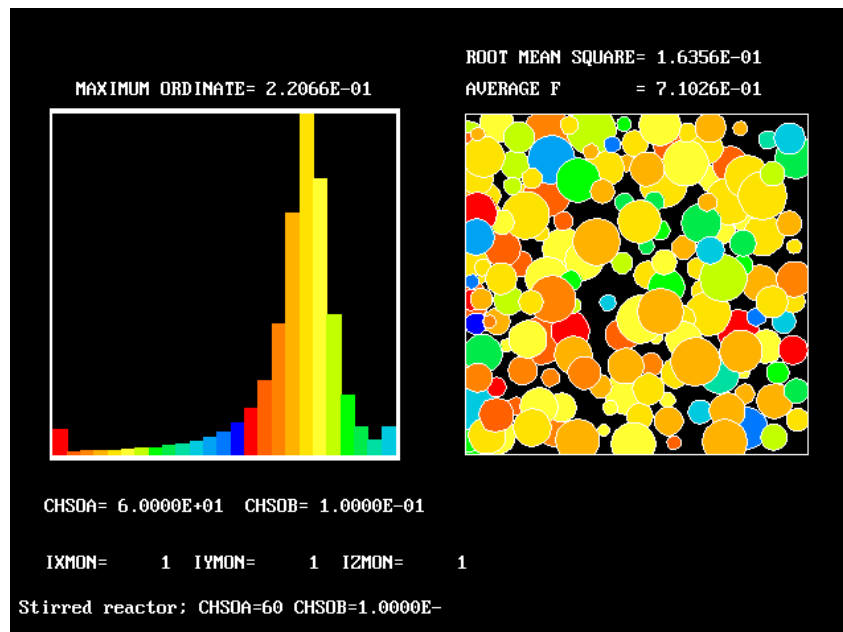 ROOT MEAN SQUARE= 1.6356E-01
MAXIMUM ORDINATE= 2.2066E-01
AVERAGE F = 7.1026E-01
CHSOA= 6.0000E+01 CHSOB= 1.0000E-01
IXMON= 1 IYMON= 1 IZMON= 1
Stirred reactor; CHSOA=60 CHSOB=1.0000E-